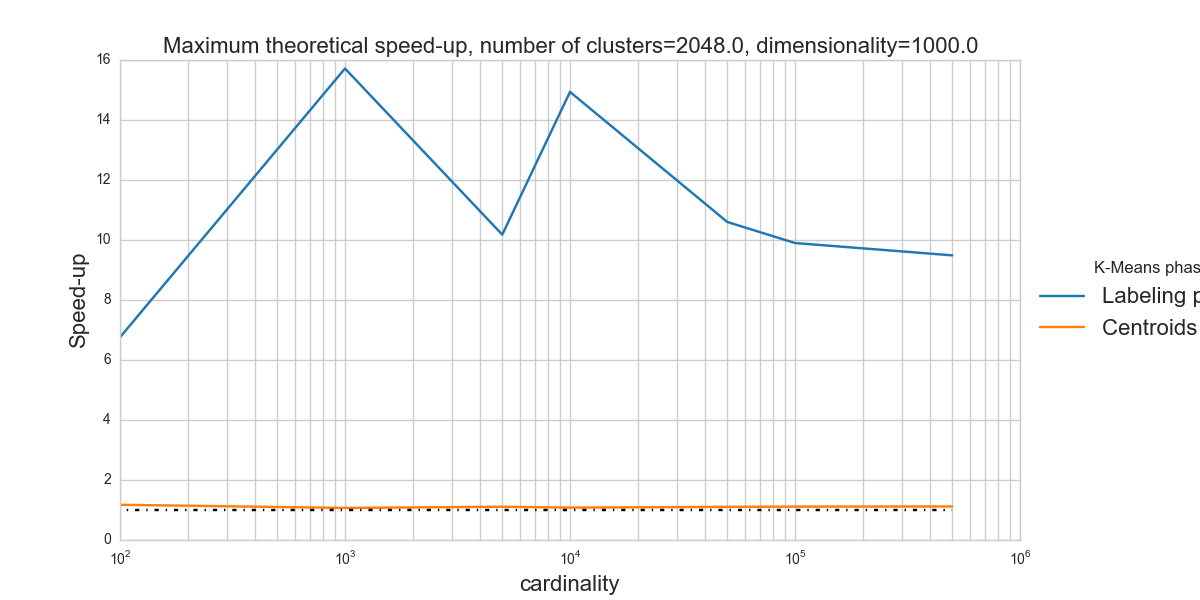 Maximum theoretical speed-up, number of clusters=2048.0, dimensionality=1000.0
16
14
12
10
8
6
4
2
0
Speed-up
10²
10³
10⁴
10⁵
10⁶
cardinality
K-Means phas
Labeling p
Centroids